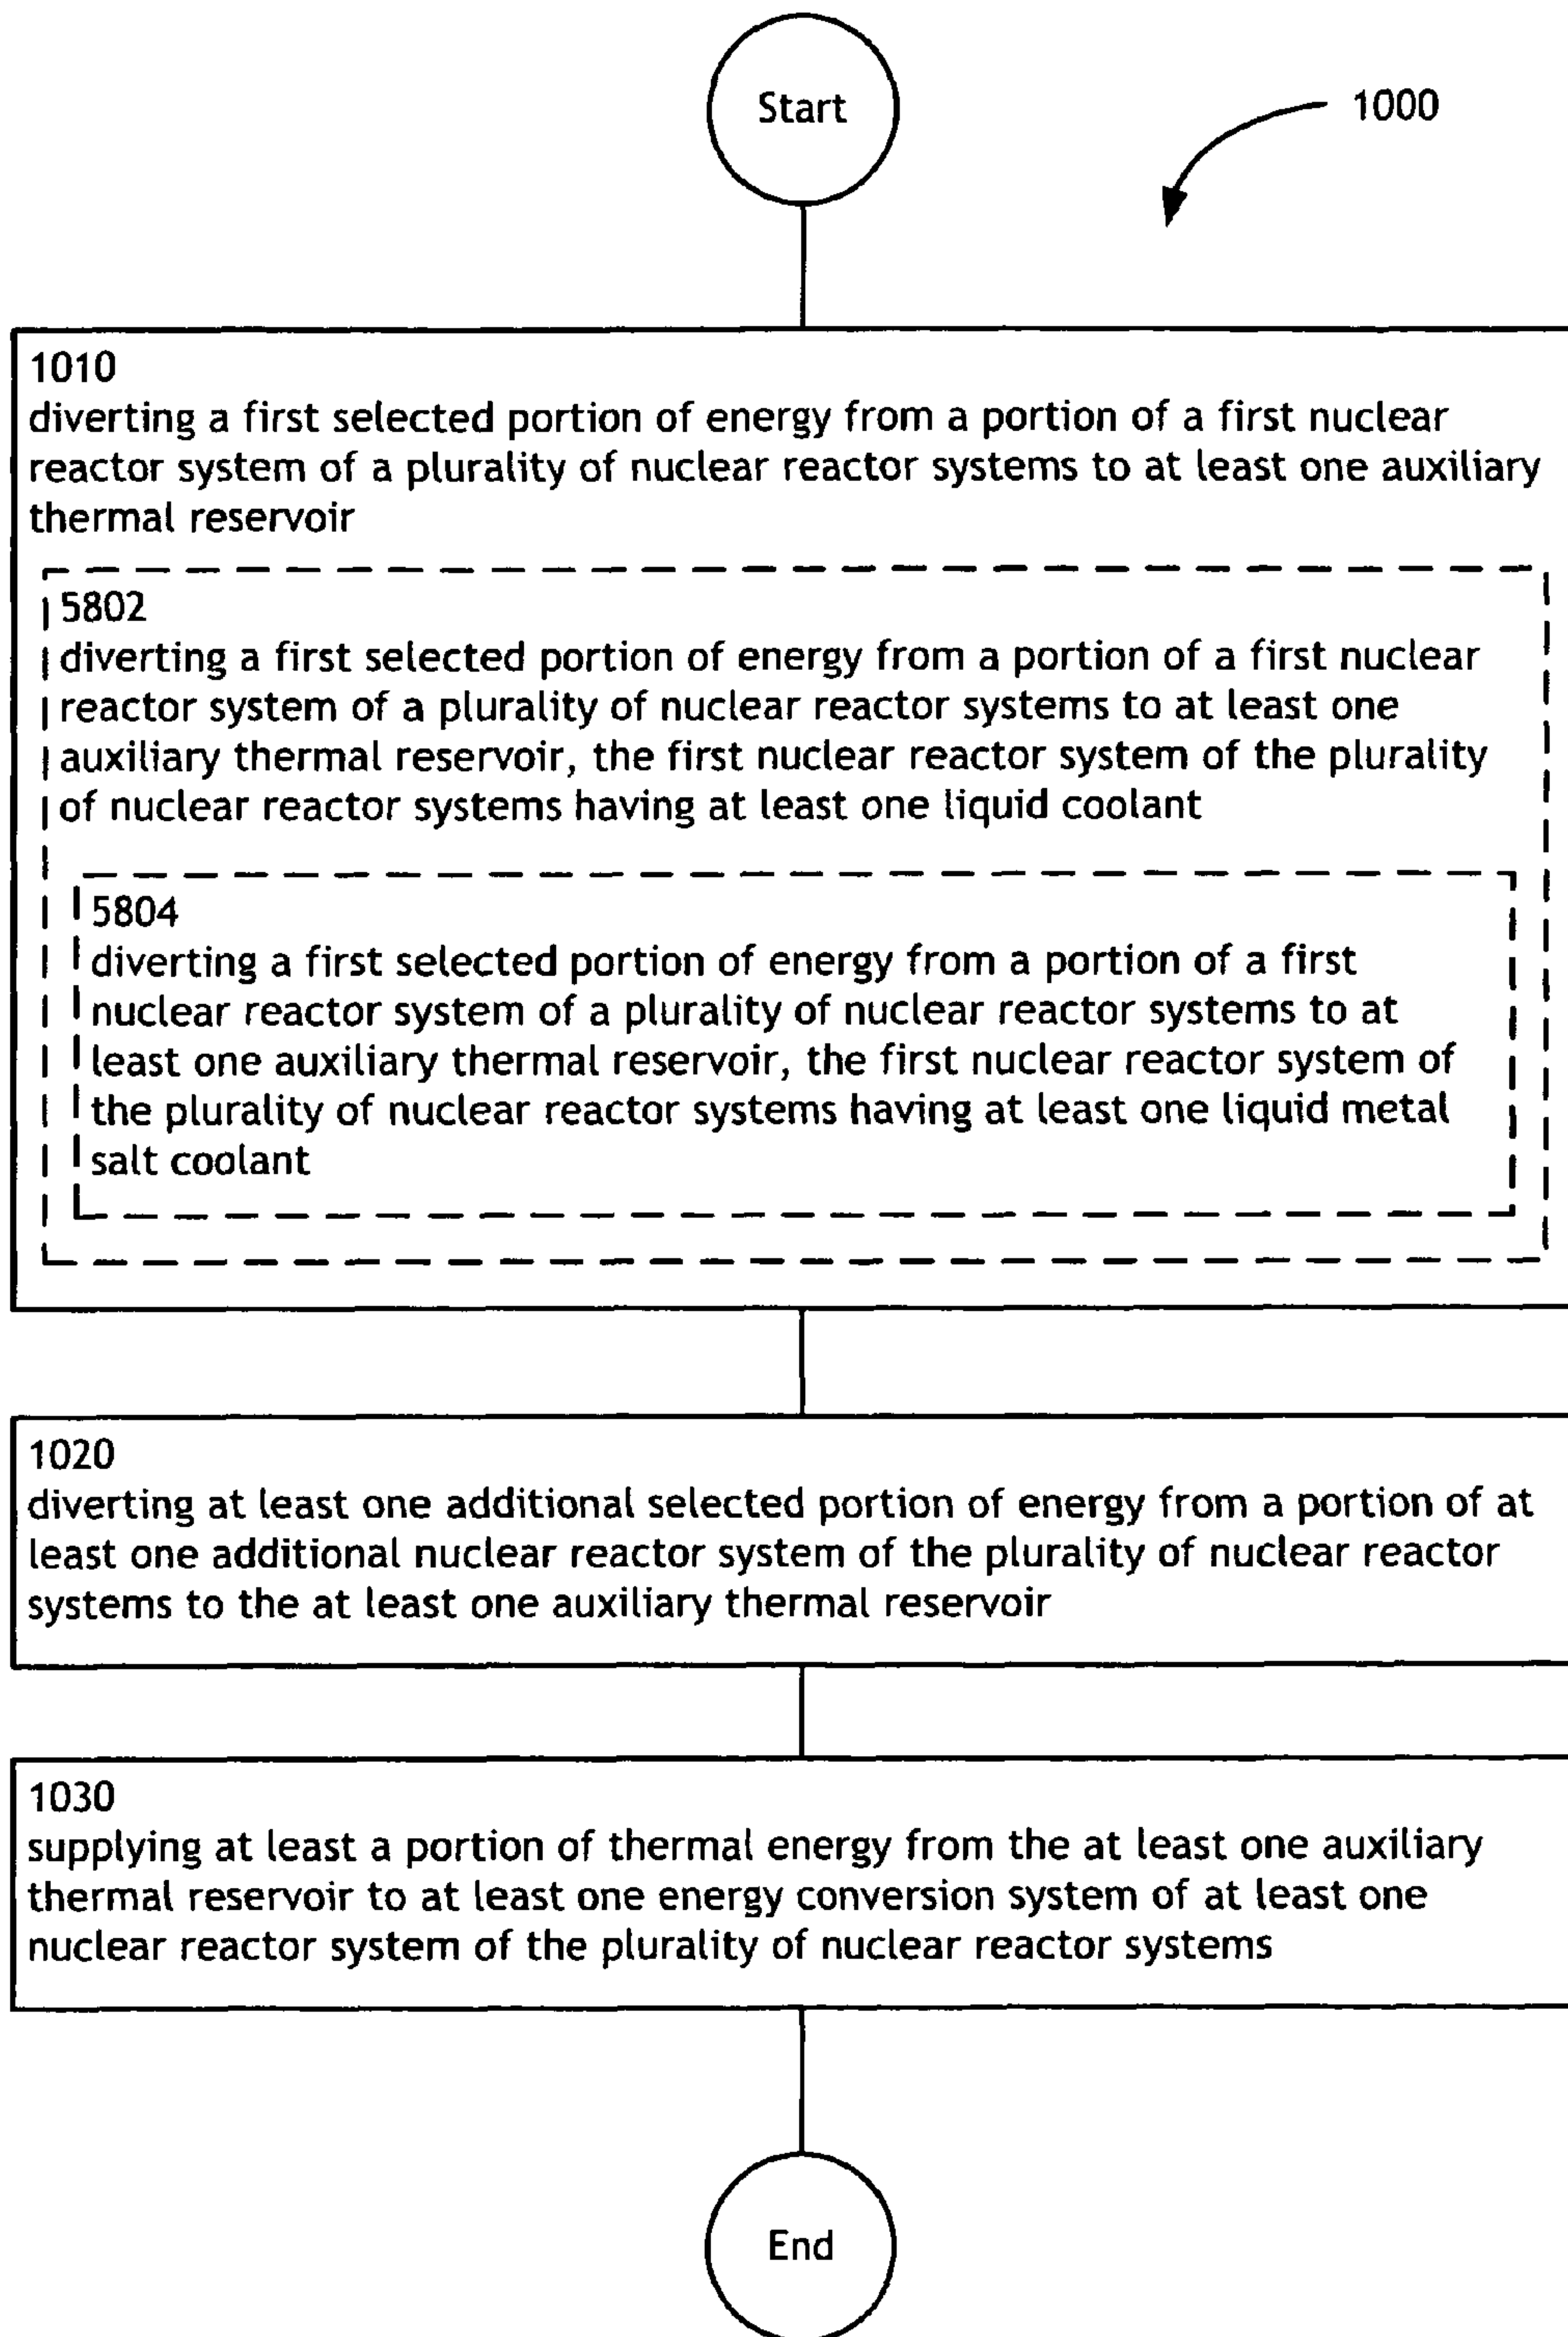 Start
1000
1010
diverting a first selected portion of energy from a portion of a first nuclear
reactor system of a plurality of nuclear reactor systems to at least one auxiliary
thermal reservoir
5802
diverting a first selected portion of energy from a portion of a first nuclear
reactor system of a plurality of nuclear reactor systems to at least one
auxiliary thermal reservoir, the first nuclear reactor system of the plurality
of nuclear reactor systems having at least one liquid coolant
5804
diverting a first selected portion of energy from a portion of a first
nuclear reactor system of a plurality of nuclear reactor systems to at
least one auxiliary thermal reservoir, the first nuclear reactor system of
the plurality of nuclear reactor systems having at least one liquid metal
salt coolant
1020
diverting at least one additional selected portion of energy from a portion of at
least one additional nuclear reactor system of the plurality of nuclear reactor
systems to the at least one auxiliary thermal reservoir
1030
supplying at least a portion of thermal energy from the at least one auxiliary
thermal reservoir to at least one energy conversion system of at least one
nuclear reactor system of the plurality of nuclear reactor systems
End